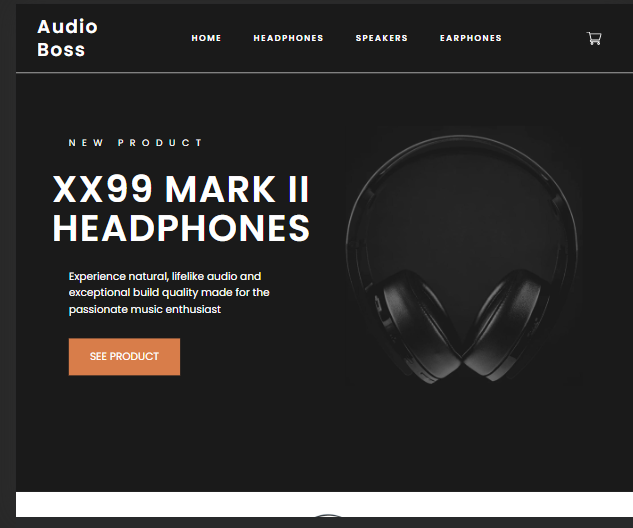 Audio
Boss
HOME
HEADPHONES
SPEAKERS
EARPHONES
NEW PRODUCT
XX99 MARK II
HEADPHONES
Experience natural, lifelike audio and
exceptional build quality made for the
passionate music enthusiast
SEE PRODUCT